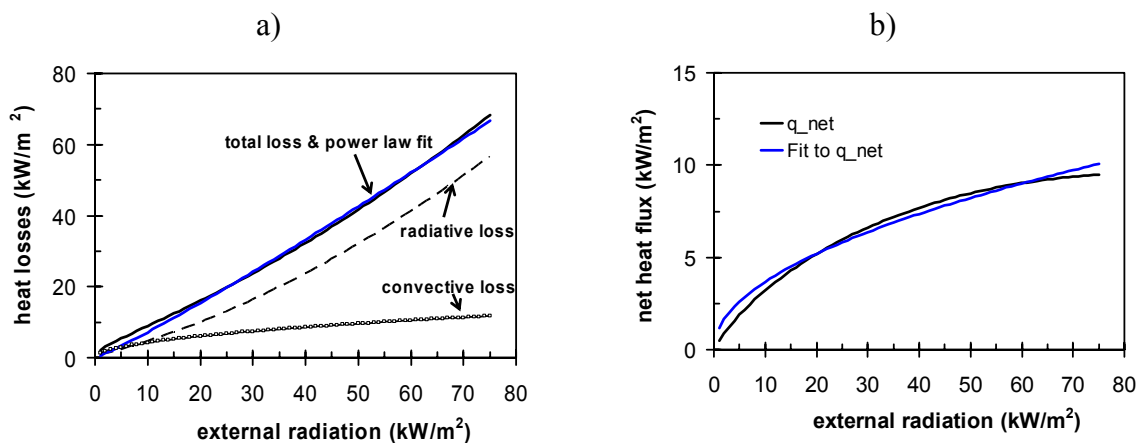 a)
heat losses (kW/m²)
80
60
40
20
0
total loss & power law fit
radiative loss
convective loss
0 10 20 30 40 50 60 70 80
external radiation (kW/m²)
b)
net heat flux (kW/m²)
15
10
5
0
q_net
Fit to q_net
0 10 20 30 40 50 60 70 80
external radiation (kW/m²)